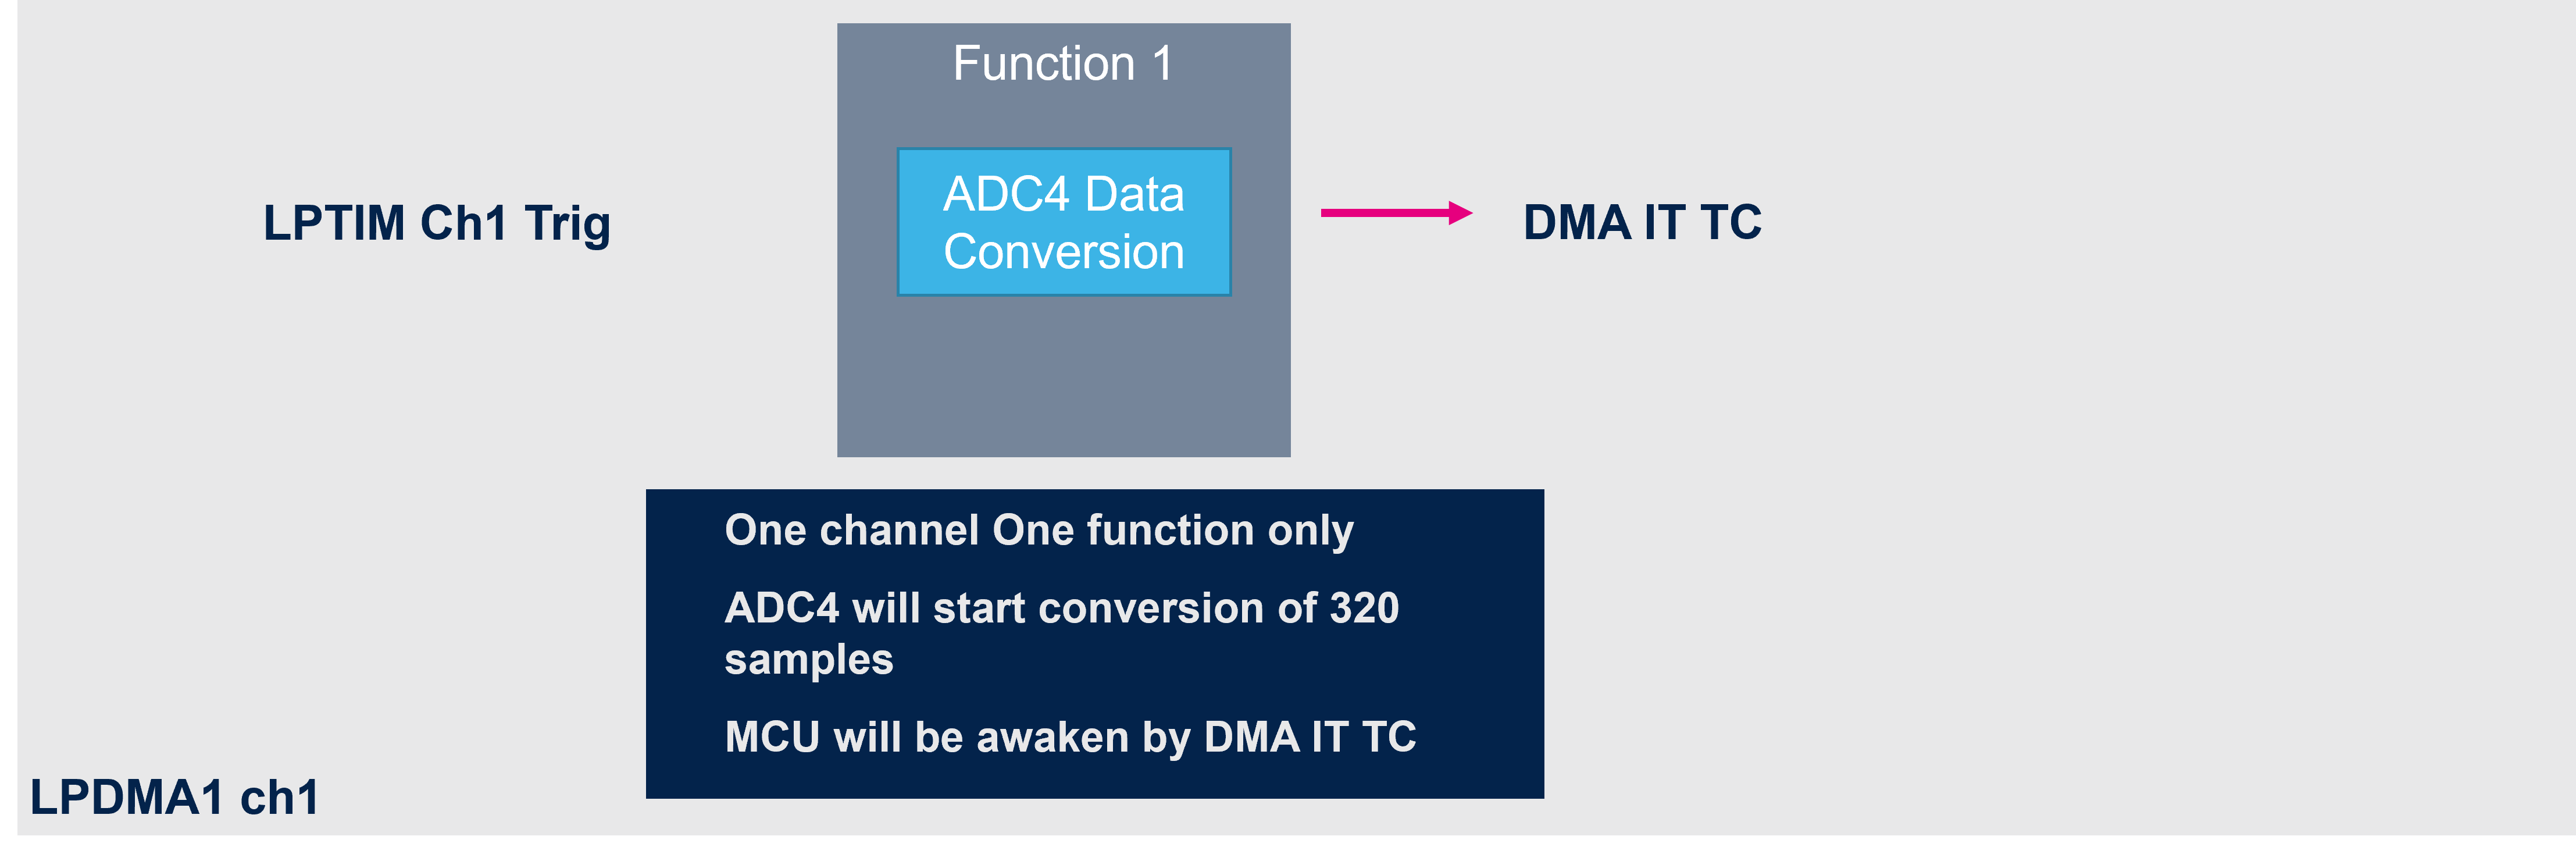 Function 1
ADC4 Data
Conversion
LPTIM Ch1 Trig
DMA IT TC
One channel One function only
ADC4 will start conversion of 320
samples
MCU will be awaken by DMA IT TC
LPDMA1 ch1